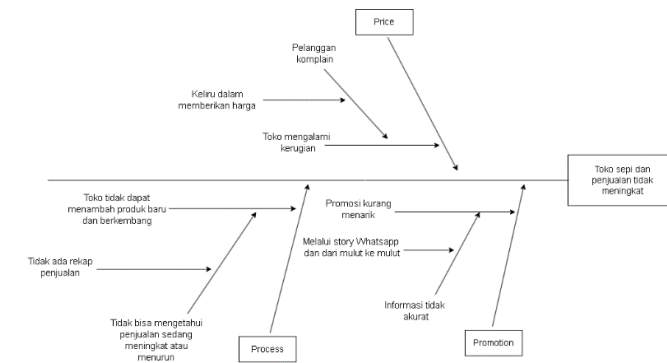 Price
Pelanggan
komplain
Keliru dalam
memberikan harga
Toko mengalami
kerugian
Toko sepi dan
penjualan tidak
meningkat
Toko tidak dapat
menambah produk baru
dan berkembang
Promosi kurang
menarik
Melalui story Whatsapp
dan dari mulut ke mulut
Tidak ada rekap
penjualan
Informasi tidak
akurat
Tidak bisa mengetahui
penjualan sedang
meningkat atau
menurun
Process
Promotion